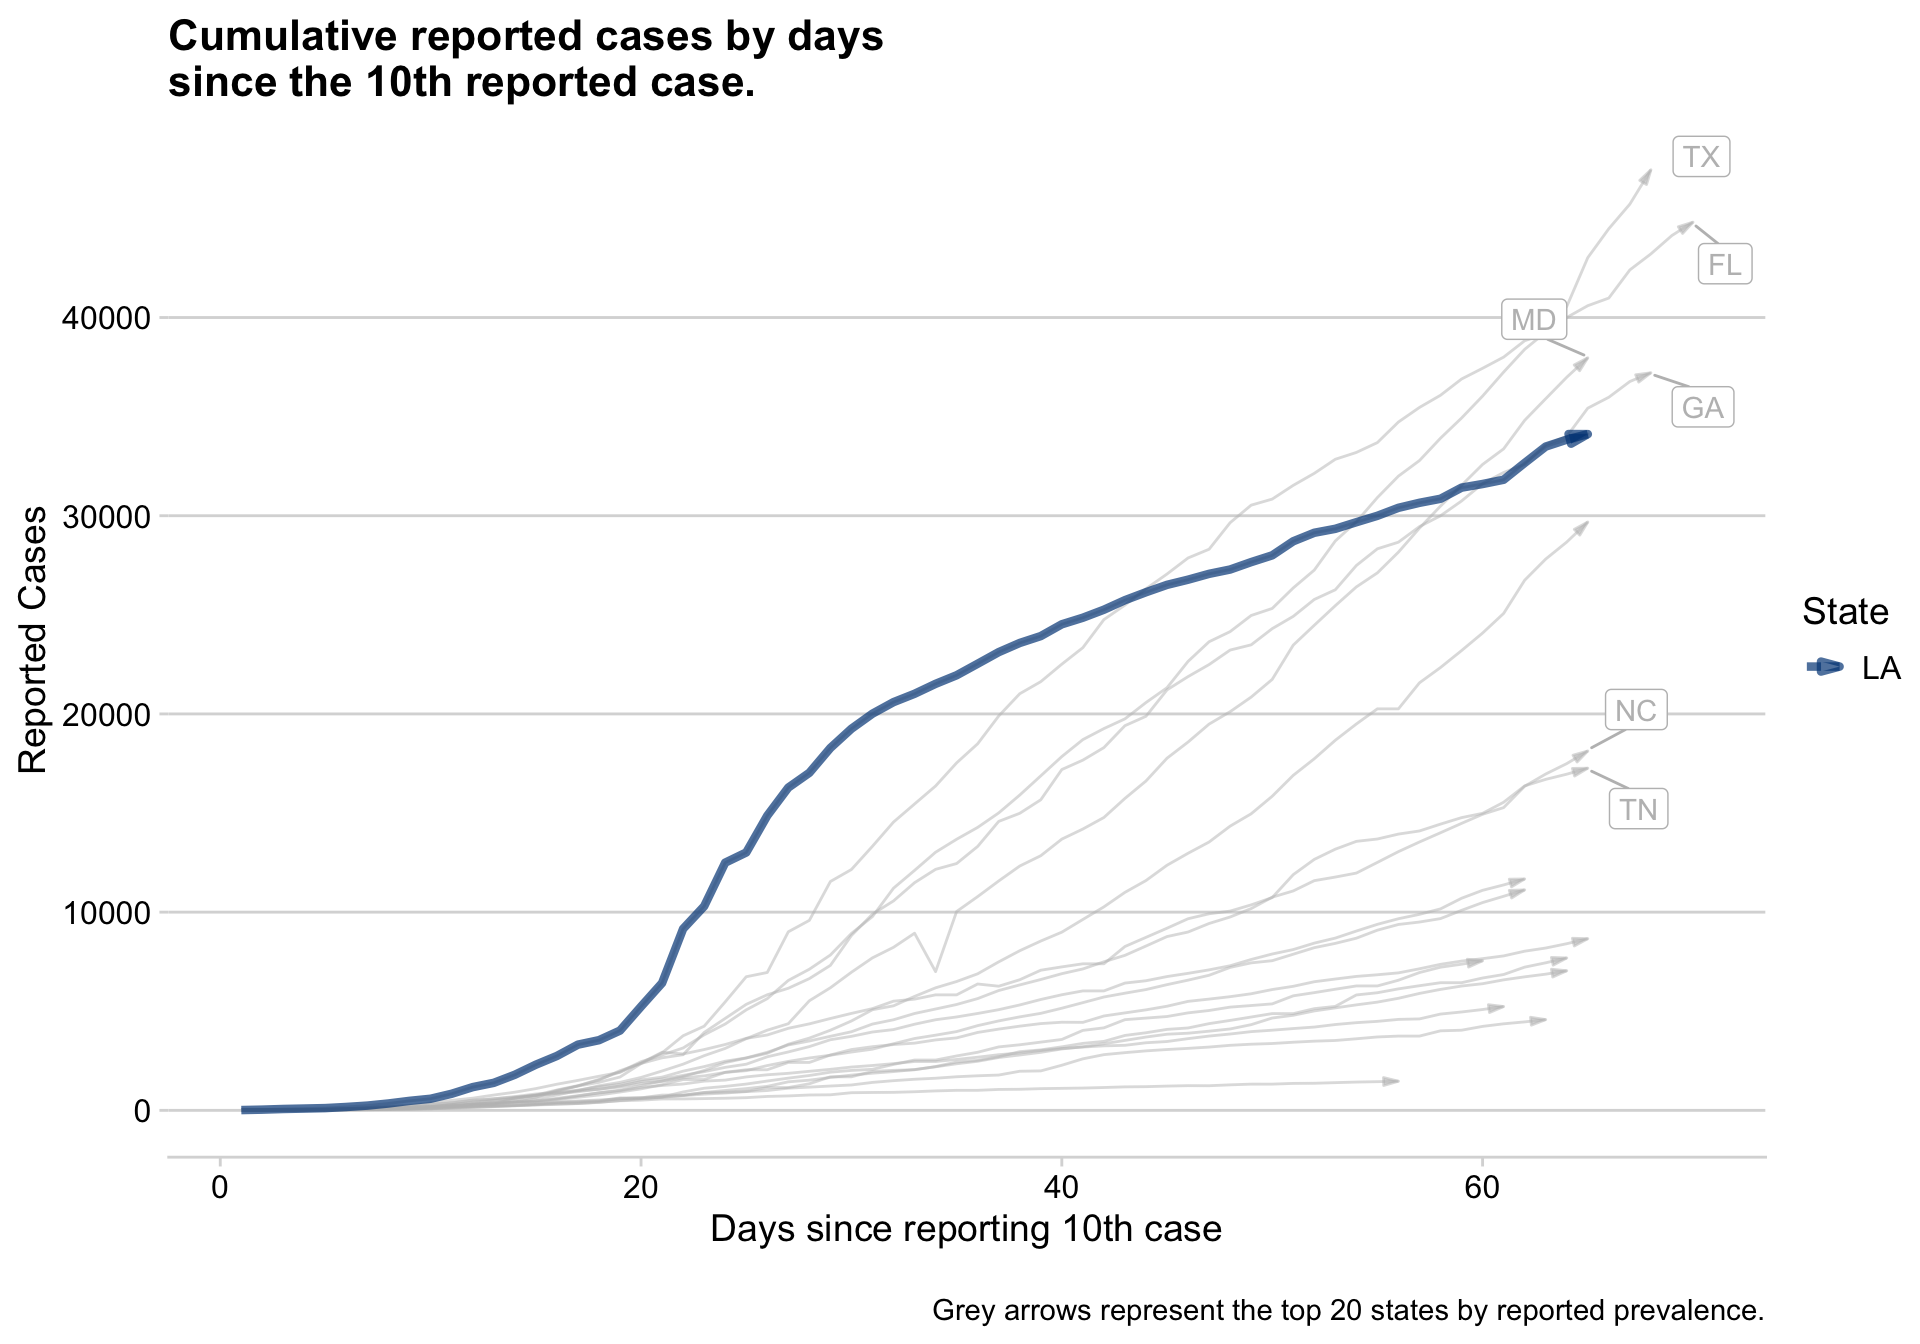 Cumulative reported cases by days
since the 10th reported case.
TX
FL
MD
GA
NC
TN
40000
30000
20000
10000
0
Reported Cases
0 20 40 60
Days since reporting 10th case
State
LA
Grey arrows represent the top 20 states by reported prevalence.